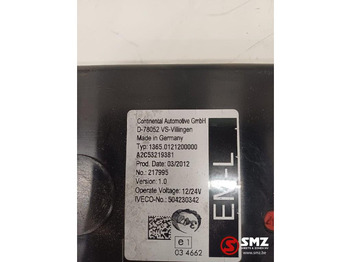 Continental Automotive GmbH
D-78052 VS-Villingen
Made in Germany
Typ: 1365.0121200000
A2C53219381
Prod. Date: 03/2012
No.: 217995
Version: 1.0
Operate Voltage: 12/24V
IVECO-No.: 504230342
EM-L
e1
03 4662
SMZ